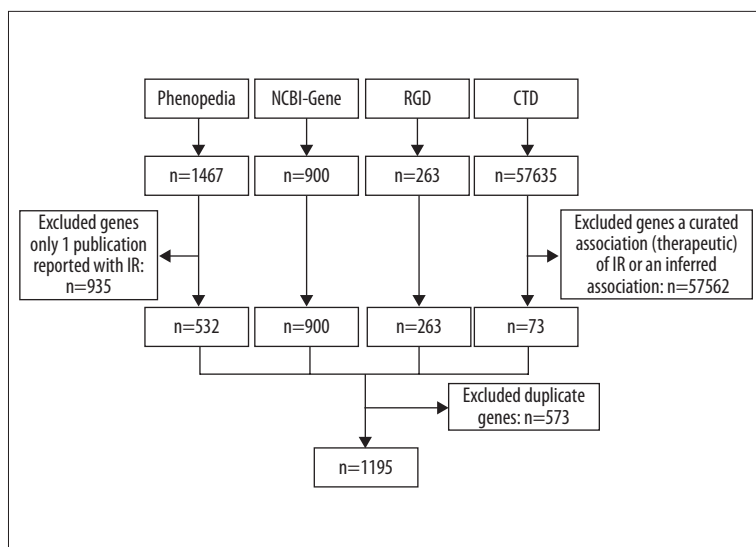 Phenopedia
NCBI-Gene
RGD
CTD
n=1467
n=900
n=263
n=57635
Excluded genes
only 1 publication
reported with IR:
n=935
Excluded genes a curated
association (therapeutic)
of IR or an inferred
association: n=57562
n=532
n=900
n=263
n=73
Excluded duplicate
genes: n=573
n=1195